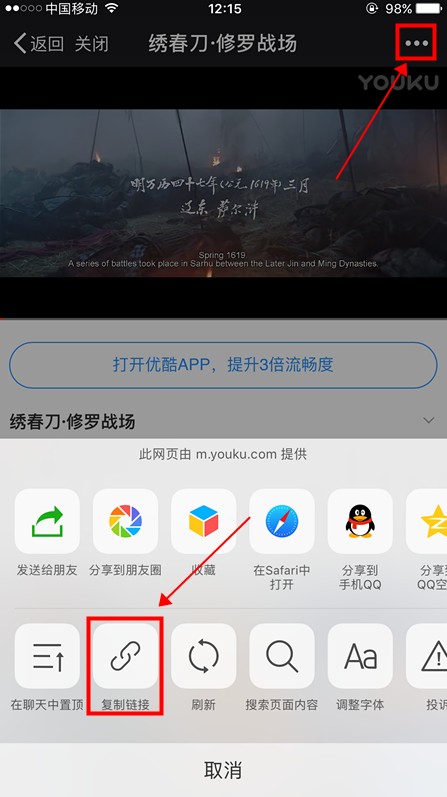 中国移动 12:15 98%
返回 关闭 绣春刀·修罗战场
YOUKU
明万历四十七年(公元1619年)三月
辽东 萨尔浒
Spring 1619
A series of battles took place in Sarhu between the Later Jin and Ming Dynasties
打开优酷APP，提升3倍流畅度
绣春刀·修罗战场
此网页由 m.youku.com 提供
发送给朋友 分享到朋友圈 收藏 在Safari中 分享到 分享到
打开 手机QQ QQ空
在聊天中置顶 复制链接 刷新 搜索页面内容 Aa 调整字体 投诉
取消